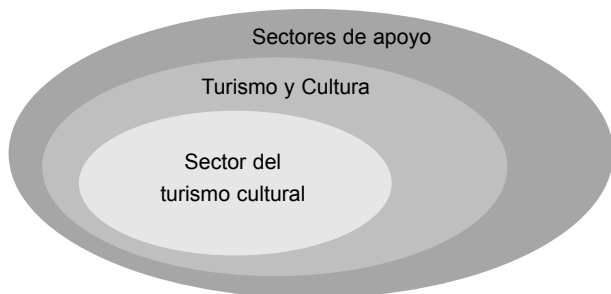 Sectores de apoyo
Turismo y Cultura
Sector del
turismo cultural